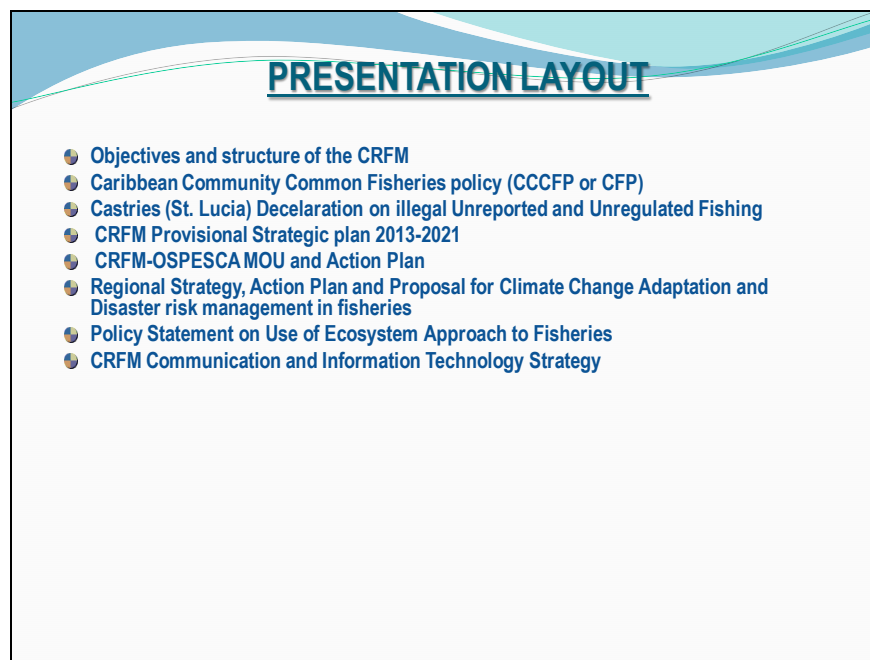 PRESENTATION LAYOUT
Objectives and structure of the CRFM
Caribbean Community Common Fisheries policy (CCCFP or CFP)
Castries (St. Lucia) Decelaration on illegal Unreported and Unregulated Fishing
CRFM Provisional Strategic plan 2013-2021
CRFM-OSPESCA MOU and Action Plan
Regional Strategy, Action Plan and Proposal for Climate Change Adaptation and
Disaster risk management in fisheries
Policy Statement on Use of Ecosystem Approach to Fisheries
CRFM Communication and Information Technology Strategy